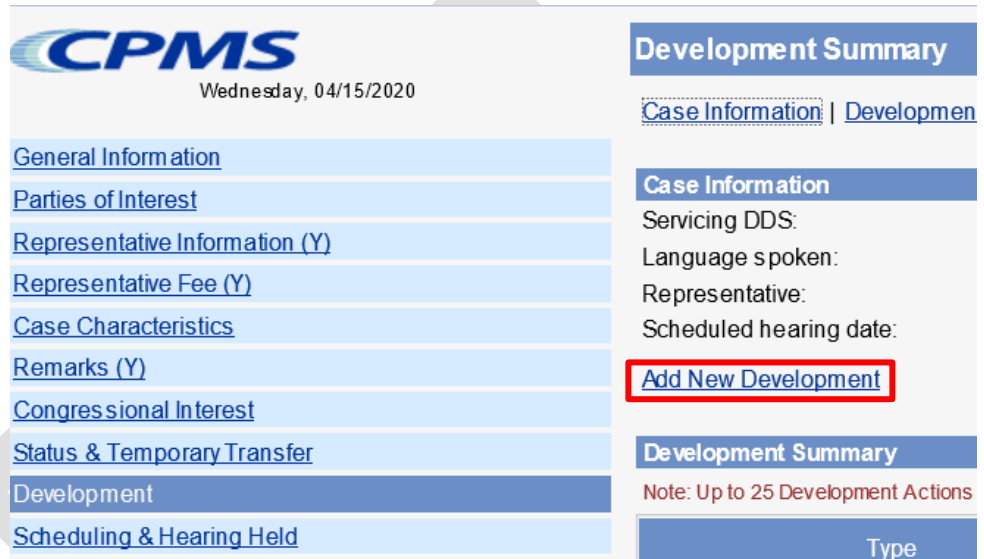 CPMS
Wednesday, 04/15/2020
General Information
Parties of Interest
Representative Information (Y)
Representative Fee (Y)
Case Characteristics
Remarks (Y)
Congressional Interest
Status & Temporary Transfer
Development
Scheduling & Hearing Held
Development Summary
Case Information | Developmen
Case Information
Servicing DDS:
Language spoken:
Representative:
Scheduled hearing date:
Add New Development
Development Summary
Note: Up to 25 Development Actions
Type